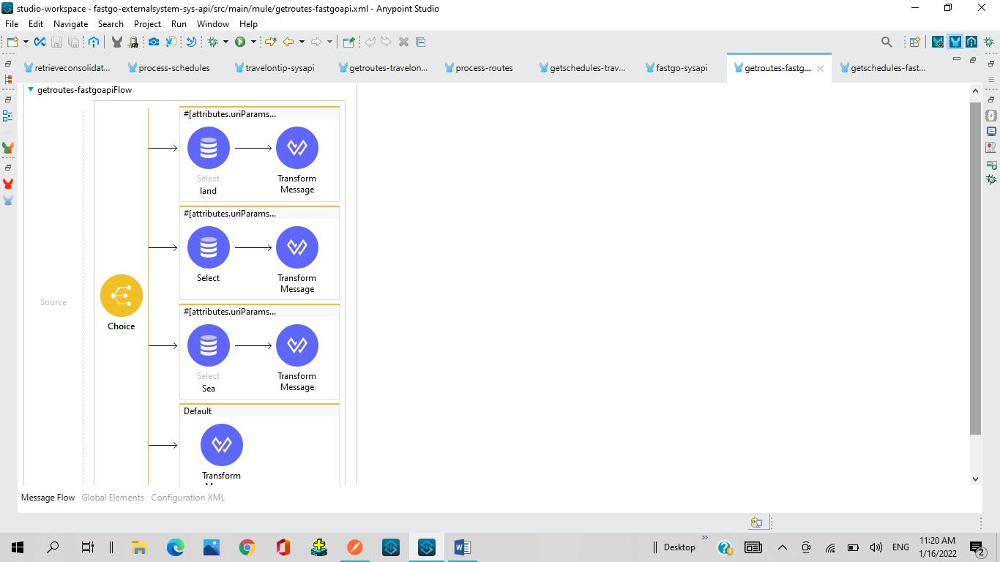 studio-workspace - fastgo-externalsystem-sys-api/src/main/mule/getroutes-fastgoapi.xml - Anypoint Studio
File Edit Navigate Search Project Run Window Help
retrieveconsolidat... process-schedules travelontip-sysapi getroutes-travelon... process-routes getschedules-trav... fastgo-sysapi getroutes-fastg... getschedules-fast...
getroutes-fastgoapiFlow
#[attributes.uriParams...
Select
land
Transform
Message
#[attributes.uriParams...
Select
Transform
Message
Source
Choice
#[attributes.uriParams...
Select
Sea
Transform
Message
Default
Transform
Message Flow Global Elements Configuration XML
Desktop
ENG
11:20 AM
1/16/2022
2